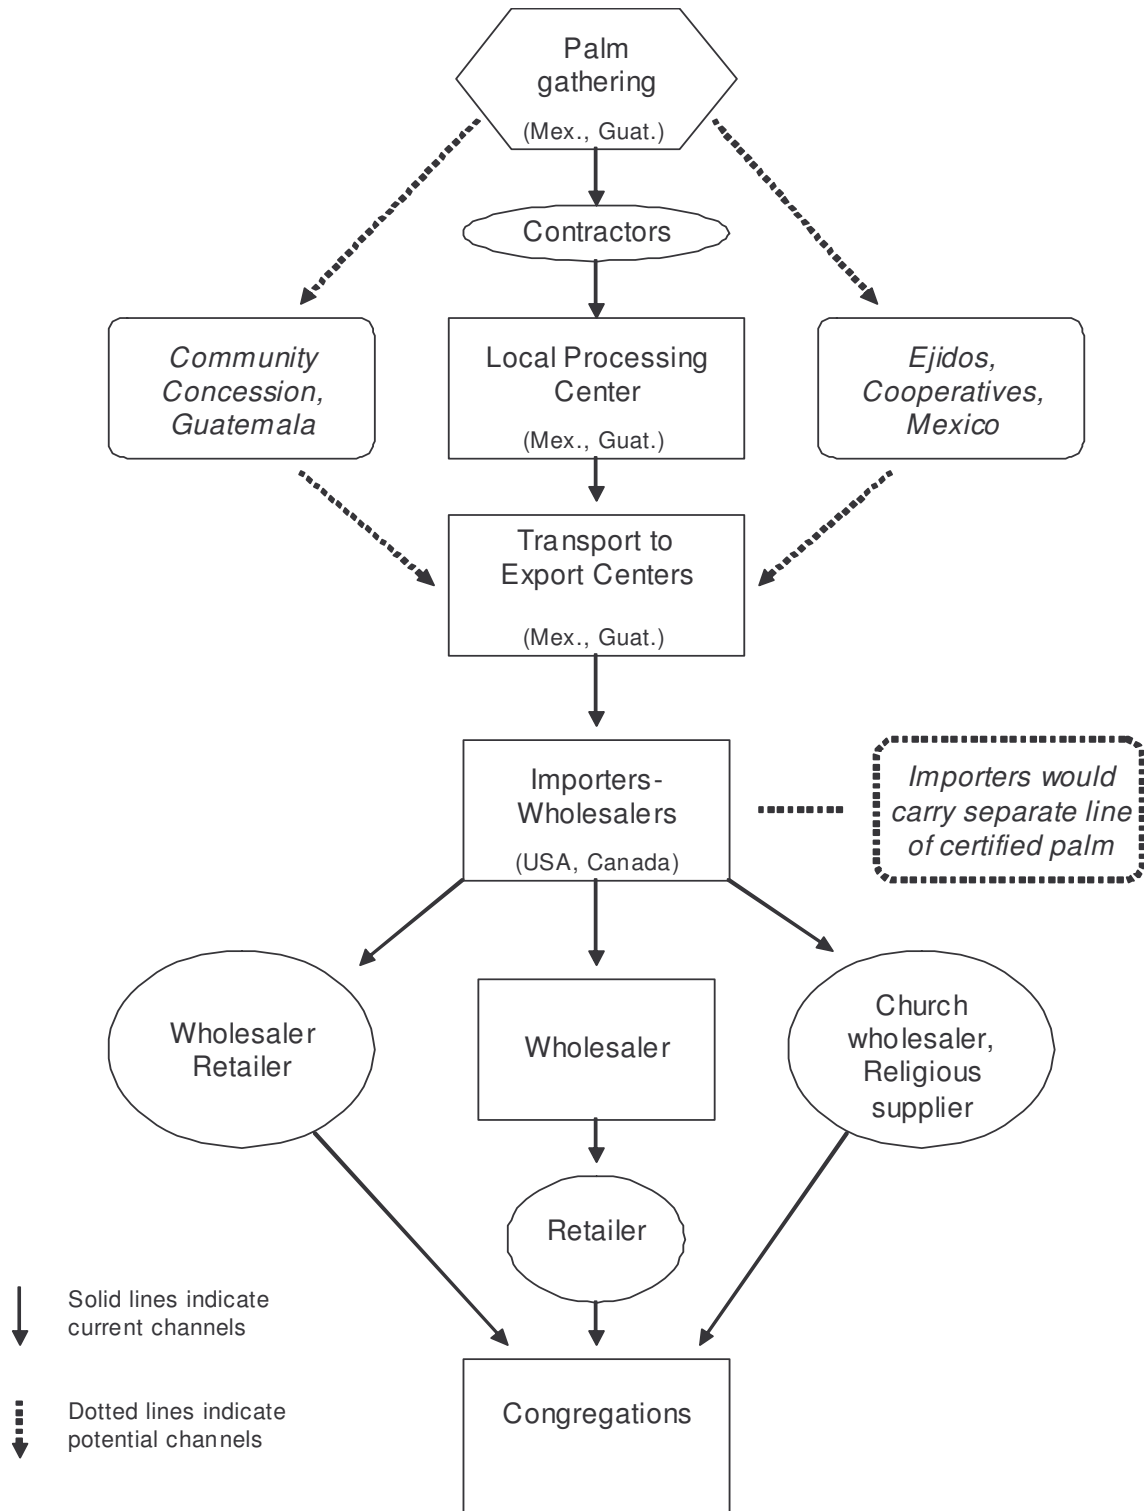 Palm
gathering
(Mex., Guat.)
Contractors
Community
Concession,
Guatemala
Local Processing
Center
(Mex., Guat.)
Ejidos,
Cooperatives,
Mexico
Transport to
Export Centers
(Mex., Guat.)
Importers-
Wholesalers
(USA, Canada)
Importers would
carry separate line
of certified palm
Wholesaler
Retailer
Wholesaler
Church
wholesaler,
Religious
supplier
Retailer
Solid lines indicate
current channels
Dotted lines indicate
potential channels
Congregations